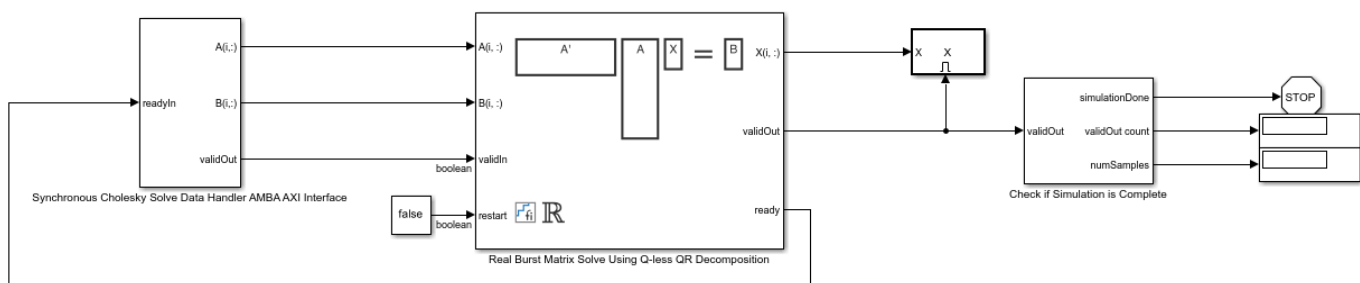 readyIn
A(i,:)
B(i,:)
validOut
Synchronous Cholesky Solve Data Handler AMBA AXI Interface
boolean
false
boolean
A(i, :)
B(i, :)
validIn
restart
fi
ℝ
A'
A
X
=
B
X(i, :)
validOut
ready
Real Burst Matrix Solve Using Q-less QR Decomposition
X X
validOut
simulationDone
validOut count
numSamples
Check if Simulation is Complete
STOP